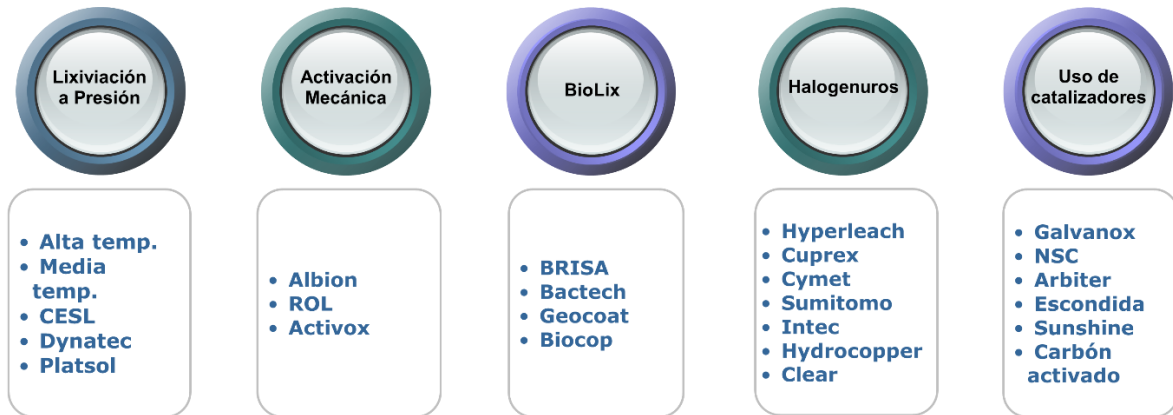 Lixiviación
a Presión
Activación
Mecánica
BioLix
Halogenuros
Uso de
catalizadores
• Alta temp.
• Media
temp.
• CESL
• Dynatec
• Platsol
• Albion
• ROL
• Activox
• BRISA
• Bactech
• Geocoat
• Biocop
• Hyperleach
• Cuprex
• Cymet
• Sumitomo
• Intec
• Hydrocopper
• Clear
• Galvanox
• NSC
• Arbiter
• Escondida
• Sunshine
• Carbón
activado